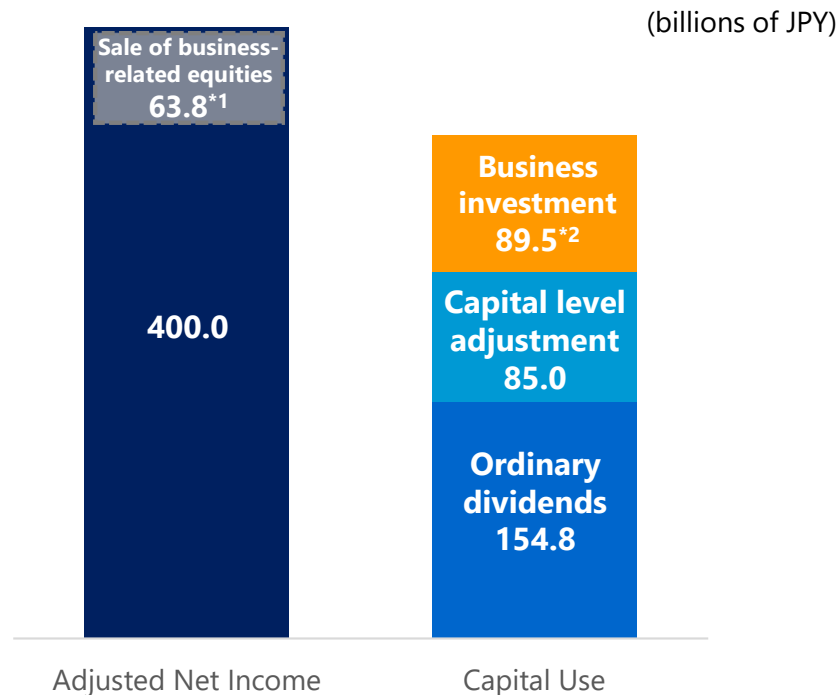 (billions of JPY)
Sale of business-
related equities
63.8*1
400.0
Business
investment
89.5*2
Capital level
adjustment
85.0
Ordinary
dividends
154.8
Adjusted Net Income
Capital Use